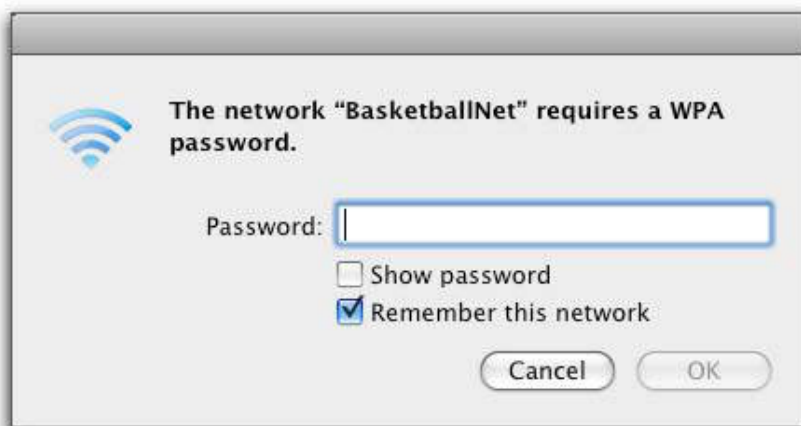 The network “BasketballNet” requires a WPA
password.
Password:
Show password
Remember this network
Cancel OK